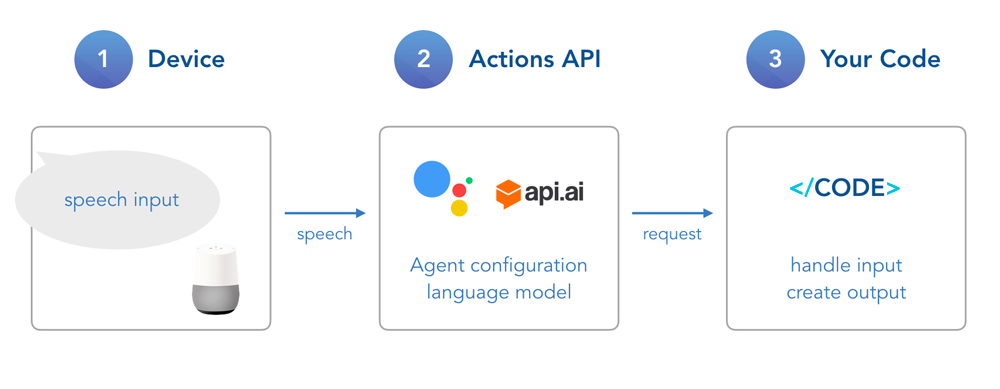 1 Device
2 Actions API
3 Your Code
speech input
speech
api.ai
Agent configuration
language model
request
</CODE>
handle input
create output